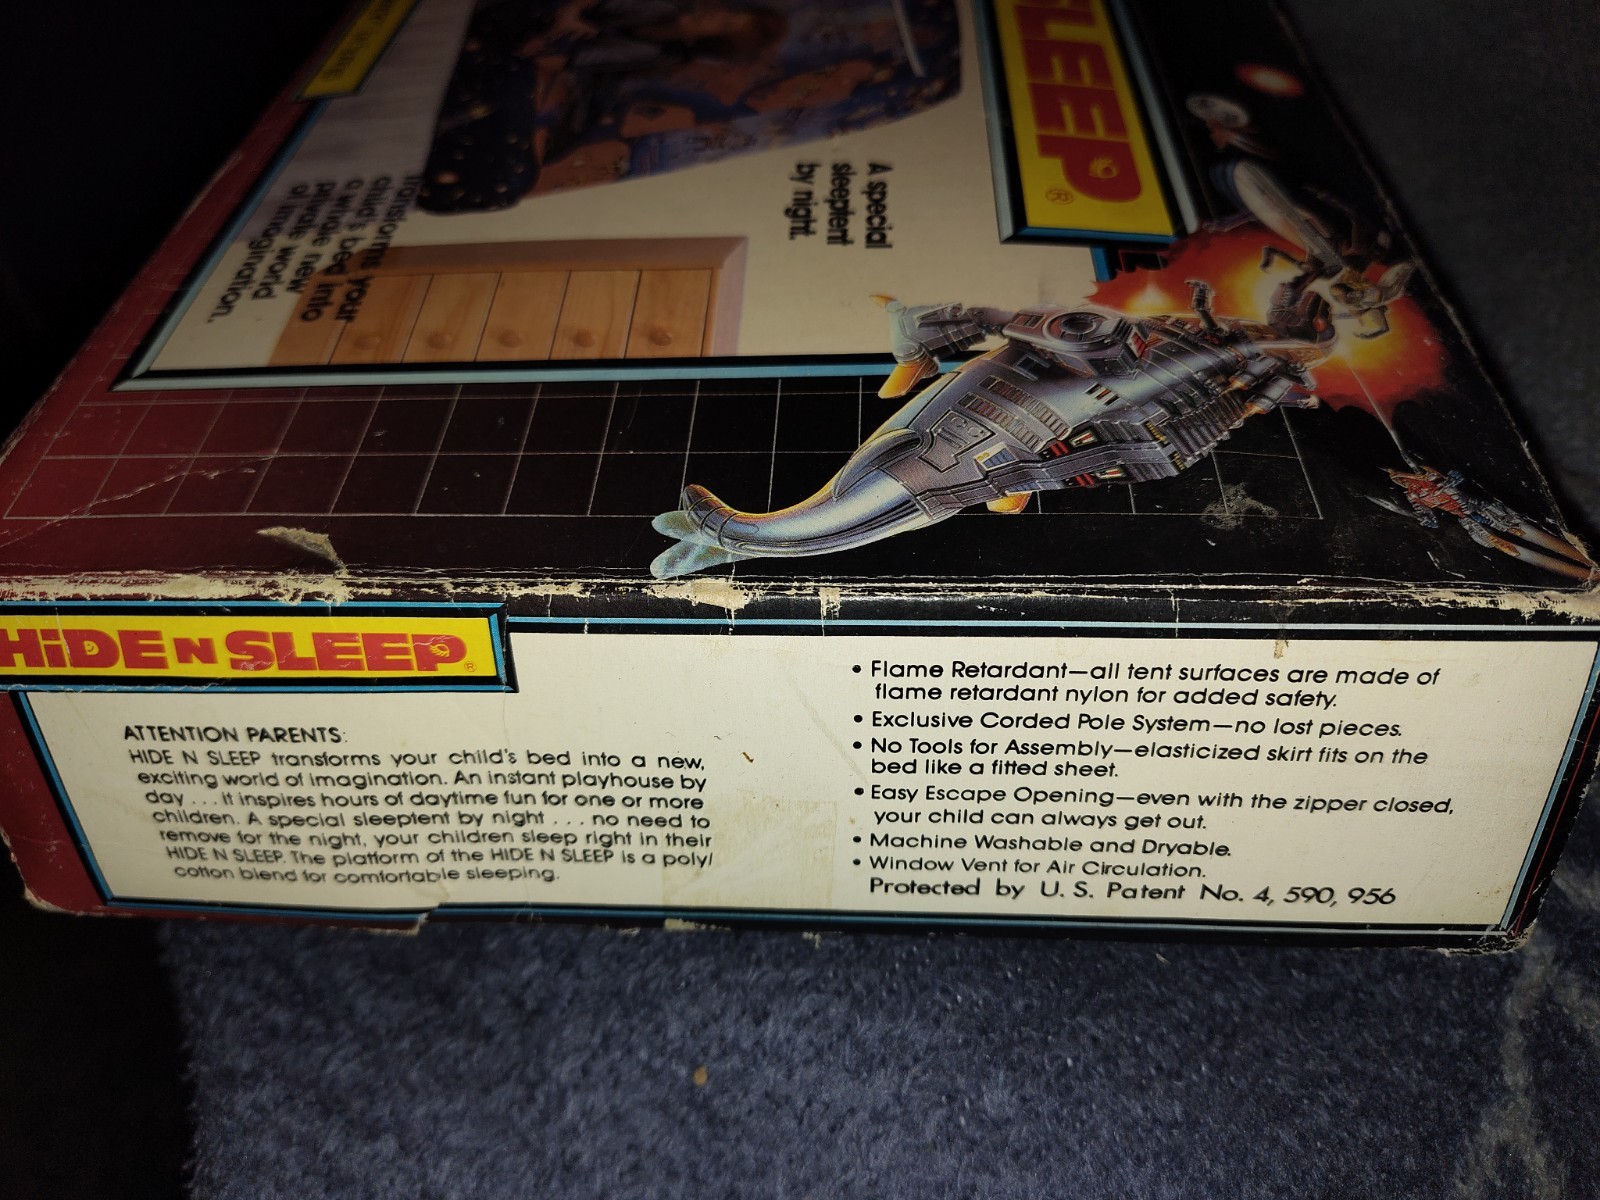 SLEEP®
A special
sleeptent
by night.
Transforms your
child's bed into
a whole new
private world
of imagination.
HiDE N SLEEP®
ATTENTION PARENTS:
HIDE N SLEEP transforms your child's bed into a new,
exciting world of imagination. An instant playhouse by
day . . . it inspires hours of daytime fun for one or more
children. A special sleeptent by night . . . no need to
remove for the night, your children sleep right in their
HIDE N SLEEP. The platform of the HIDE N SLEEP is a poly/
cotton blend for comfortable sleeping.
• Flame Retardant—all tent surfaces are made of
flame retardant nylon for added safety.
• Exclusive Corded Pole System—no lost pieces.
• No Tools for Assembly—elasticized skirt fits on the
bed like a fitted sheet.
• Easy Escape Opening—even with the zipper closed,
your child can always get out.
• Machine Washable and Dryable.
• Window Vent for Air Circulation.
Protected by U. S. Patent No. 4, 590, 956